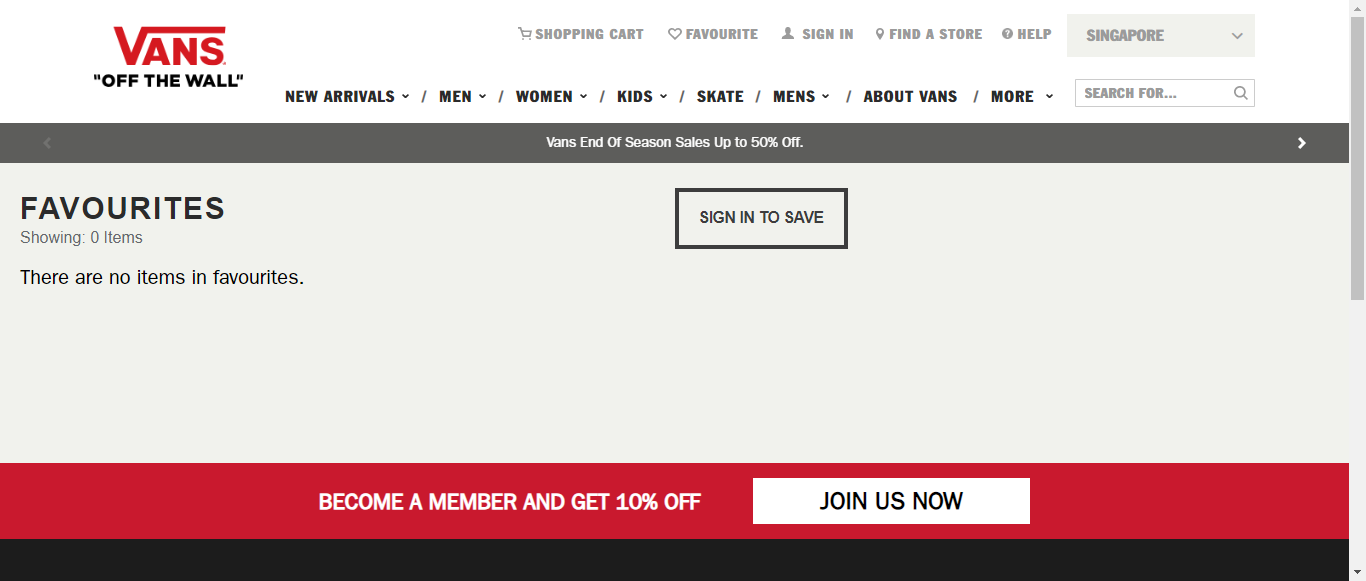 VANS
"OFF THE WALL"
SHOPPING CART FAVOURITE SIGN IN FIND A STORE HELP SINGAPORE
NEW ARRIVALS / MEN / WOMEN / KIDS / SKATE / MENS / ABOUT VANS / MORE SEARCH FOR...
Vans End Of Season Sales Up to 50% Off.
FAVOURITES
SIGN IN TO SAVE
Showing: 0 Items
There are no items in favourites.
BECOME A MEMBER AND GET 10% OFF JOIN US NOW